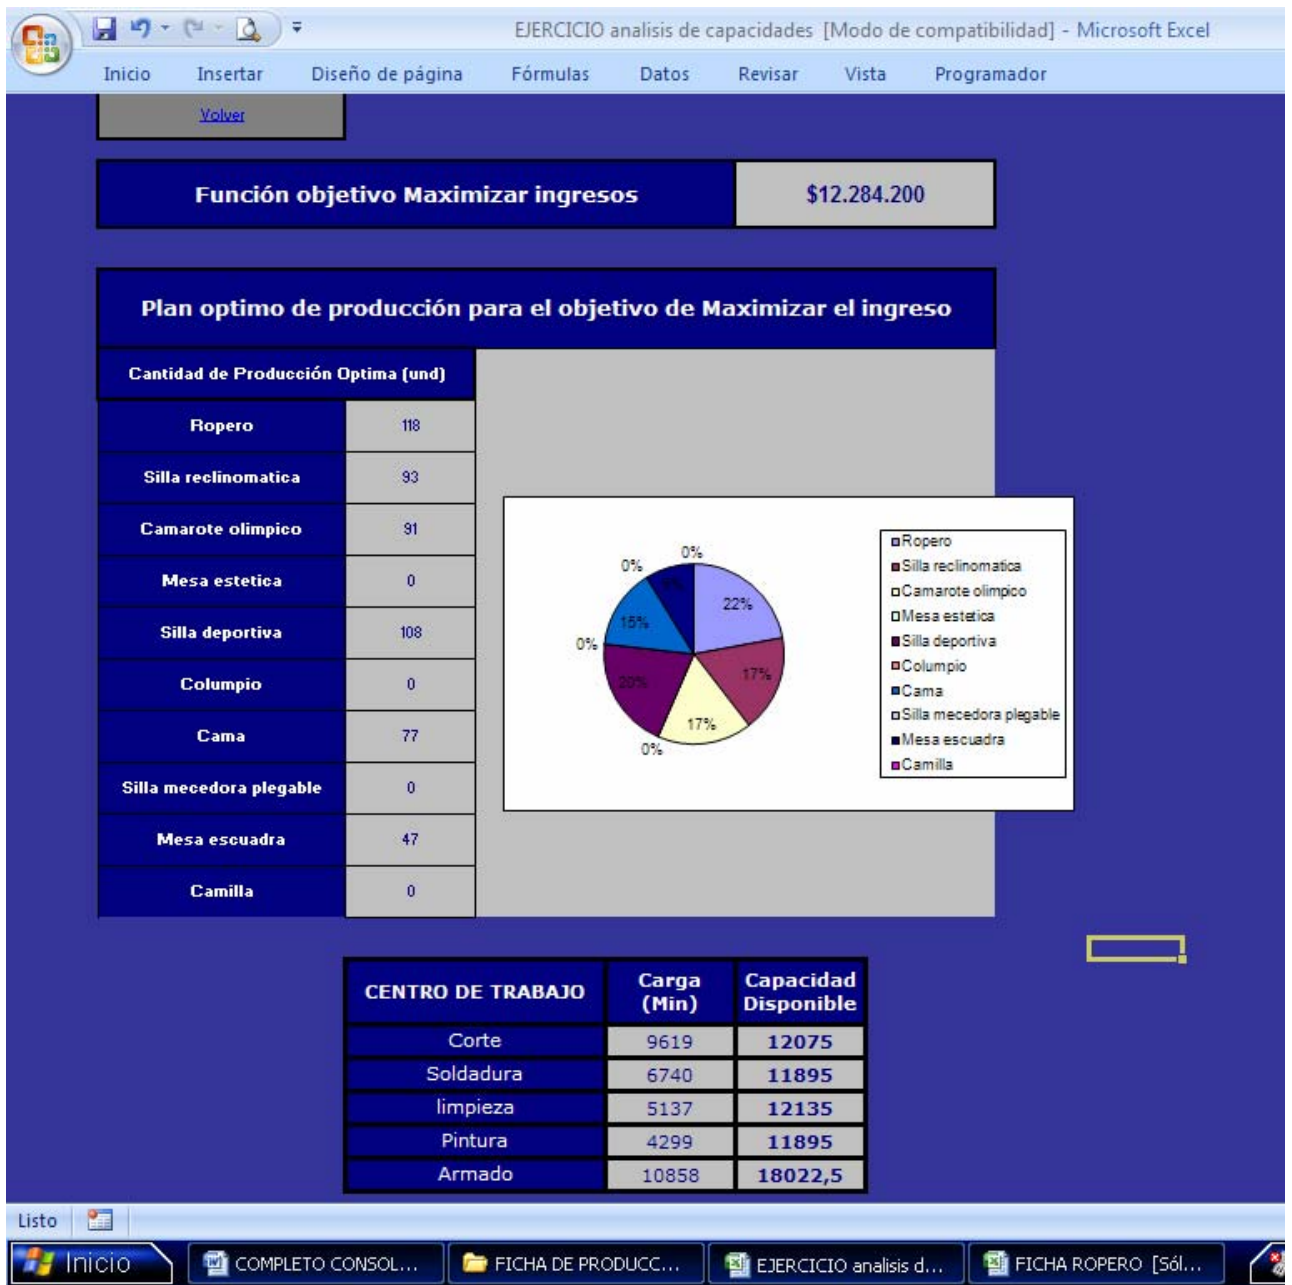 EJERCICIO analisis de capacidades [Modo de compatibilidad] - Microsoft Excel
Inicio Insertar Diseño de página Fórmulas Datos Revisar Vista Programador
Volver
Función objetivo Maximizar ingresos $12.284.200
Plan optimo de producción para el objetivo de Maximizar el ingreso
Cantidad de Producción Optima (und)
Ropero 118
Silla reclinomatica 93
Camarote olimpico 91
Mesa estetica 0
Silla deportiva 108
Columpio 0
Cama 77
Silla mecedora plegable 0
Mesa escuadra 47
Camilla 0
0%
0%
22%
15%
0%
17%
20%
17%
0%
Ropero
Silla reclinomatica
Camarote olimpico
Mesa estetica
Silla deportiva
Columpio
Cama
Silla mecedora plegable
Mesa escuadra
Camilla
CENTRO DE TRABAJO Carga (Min) Capacidad Disponible
Corte 9619 12075
Soldadura 6740 11895
limpieza 5137 12135
Pintura 4299 11895
Armado 10858 18022,5
Listo
Inicio COMPLETO CONSOL... FICHA DE PRODUCC... EJERCICIO analisis d... FICHA ROPERO [Sól...